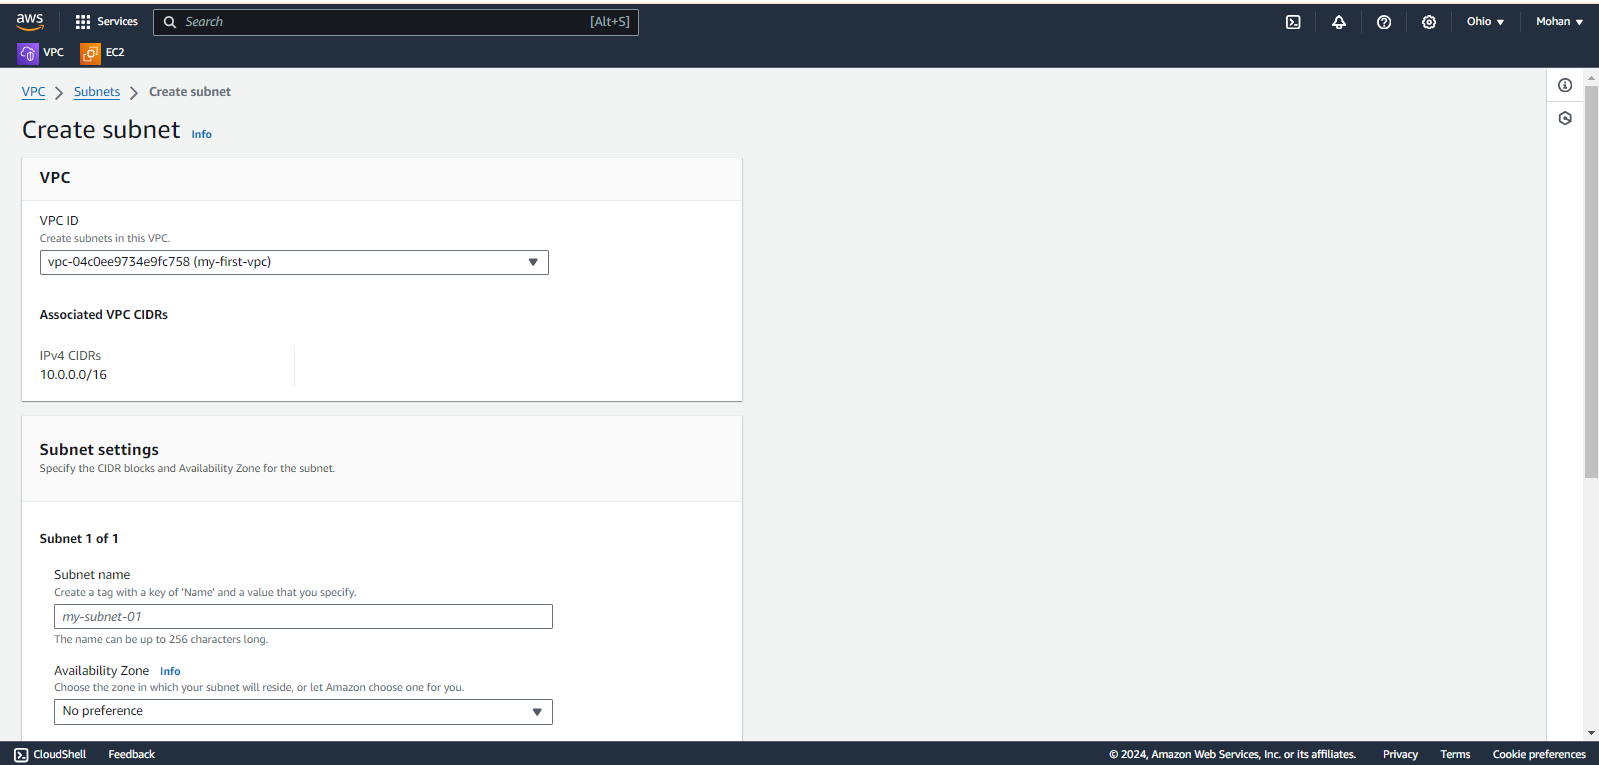 aws Services Search [Alt+S] Ohio Mohan
VPC EC2
VPC Subnets Create subnet
Create subnet Info
VPC
VPC ID
Create subnets in this VPC.
vpc-04c0ee9734e9fc758 (my-first-vpc)
Associated VPC CIDRs
IPv4 CIDRs
10.0.0.0/16
Subnet settings
Specify the CIDR blocks and Availability Zone for the subnet.
Subnet 1 of 1
Subnet name
Create a tag with a key of 'Name' and a value that you specify.
my-subnet-01
The name can be up to 256 characters long.
Availability Zone Info
Choose the zone in which your subnet will reside, or let Amazon choose one for you.
No preference
CloudShell Feedback © 2024, Amazon Web Services, Inc. or its affiliates. Privacy Terms Cookie preferences